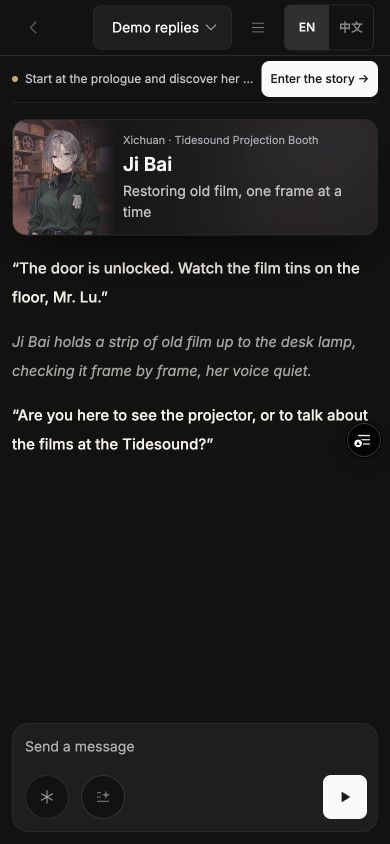 Demo replies
EN
中文
Start at the prologue and discover her ...
Enter the story →
Xichuan · Tidesound Projection Booth
Ji Bai
Restoring old film, one frame at a
time
“The door is unlocked. Watch the film tins on the
floor, Mr. Lu.”
Ji Bai holds a strip of old film up to the desk lamp,
checking it frame by frame, her voice quiet.
“Are you here to see the projector, or to talk about
the films at the Tidesound?”
Send a message